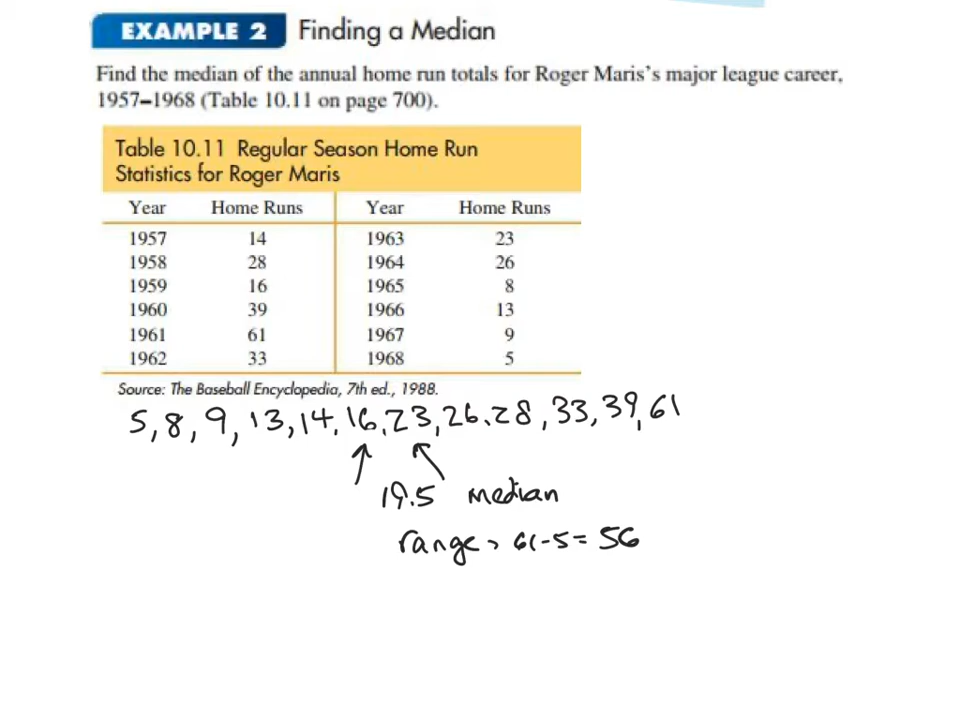 EXAMPLE 2 Finding a Median
Find the median of the annual home run totals for Roger Maris's major league career,
1957–1968 (Table 10.11 on page 700).
Table 10.11 Regular Season Home Run
Statistics for Roger Maris
Year Home Runs Year Home Runs
1957 14 1963 23
1958 28 1964 26
1959 16 1965 8
1960 39 1966 13
1961 61 1967 9
1962 33 1968 5
Source: The Baseball Encyclopedia, 7th ed., 1988.
5, 8, 9, 13, 14, 16, 23, 26, 28, 33, 39, 61
19.5 median
range = 61-5 = 56